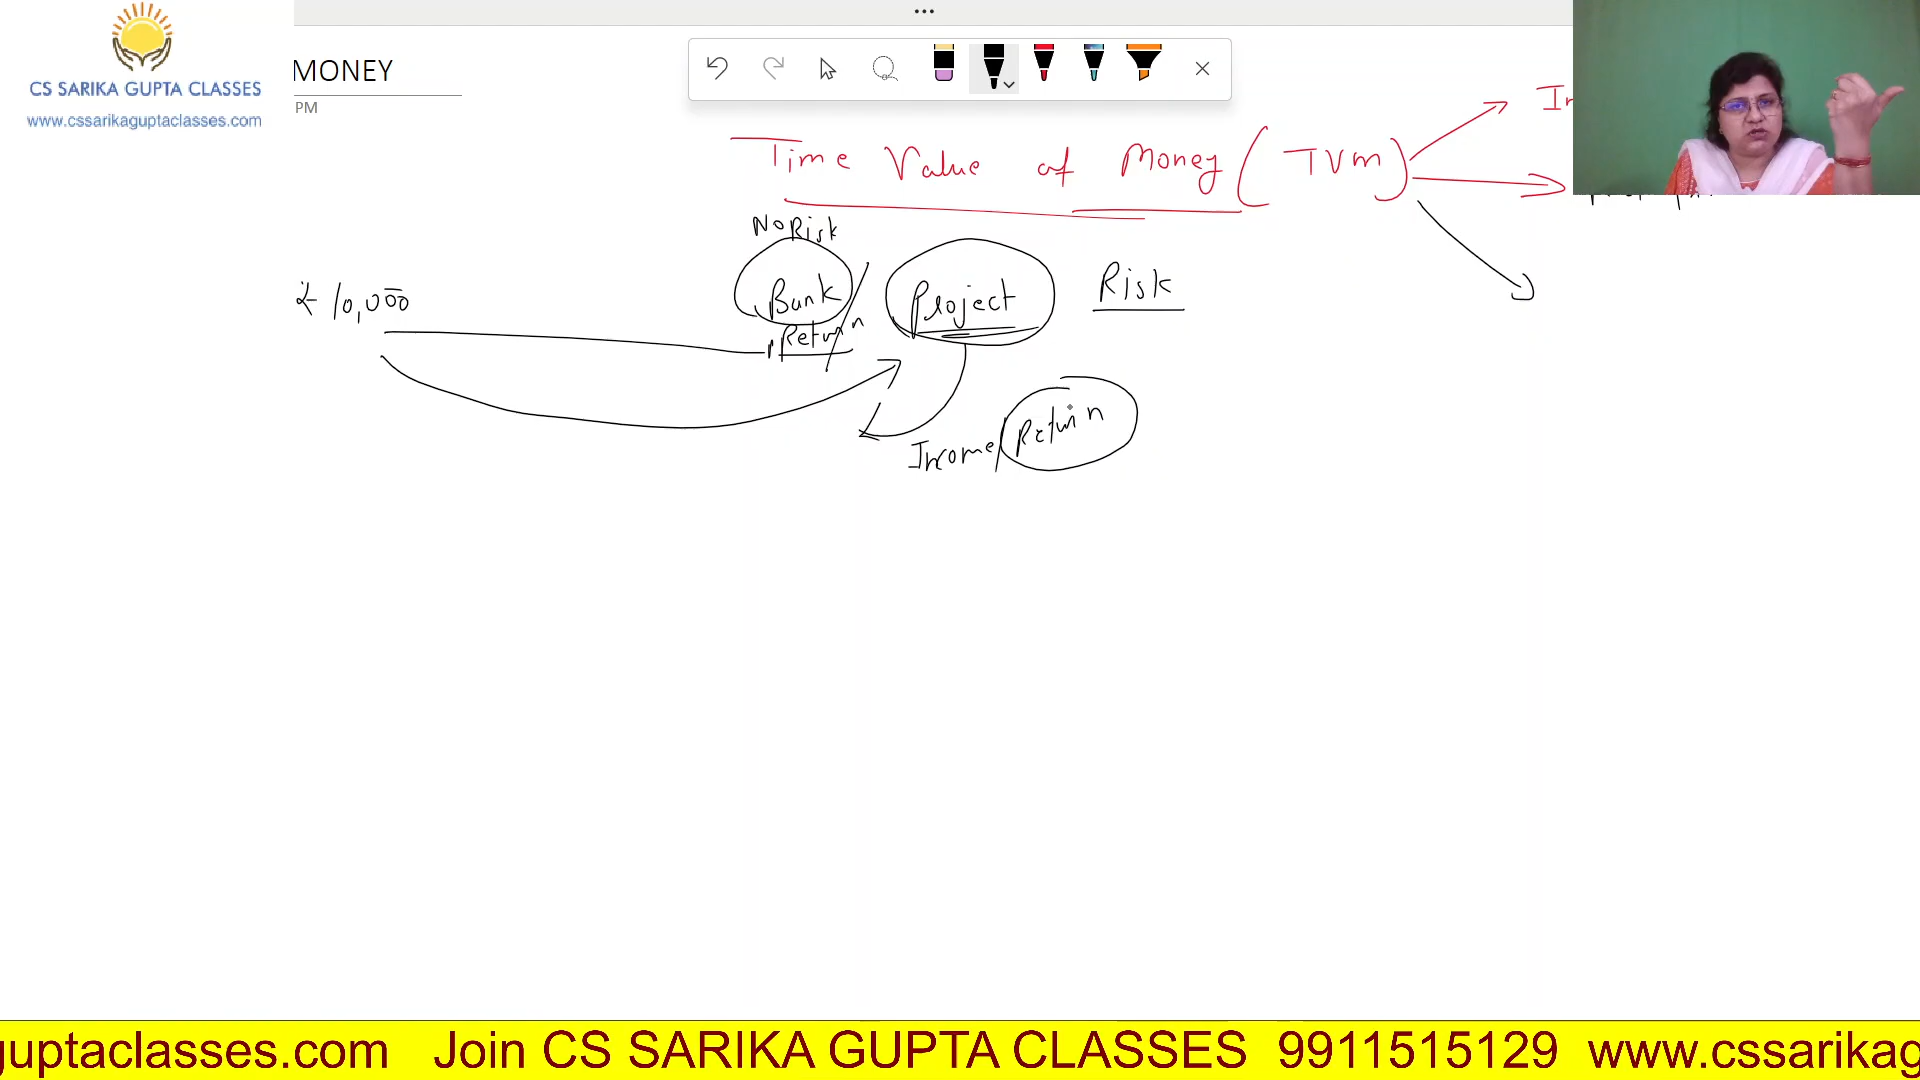 CS SARIKA GUPTA CLASSES
www.cssarikaguptaclasses.com
MONEY
PM
Time Value of Money (TVM)
In
No Risk
Bank
Return
Project
Risk
₹ 10,000
Income/Return
guptaclasses.com Join CS SARIKA GUPTA CLASSES 9911515129 www.cssarikag